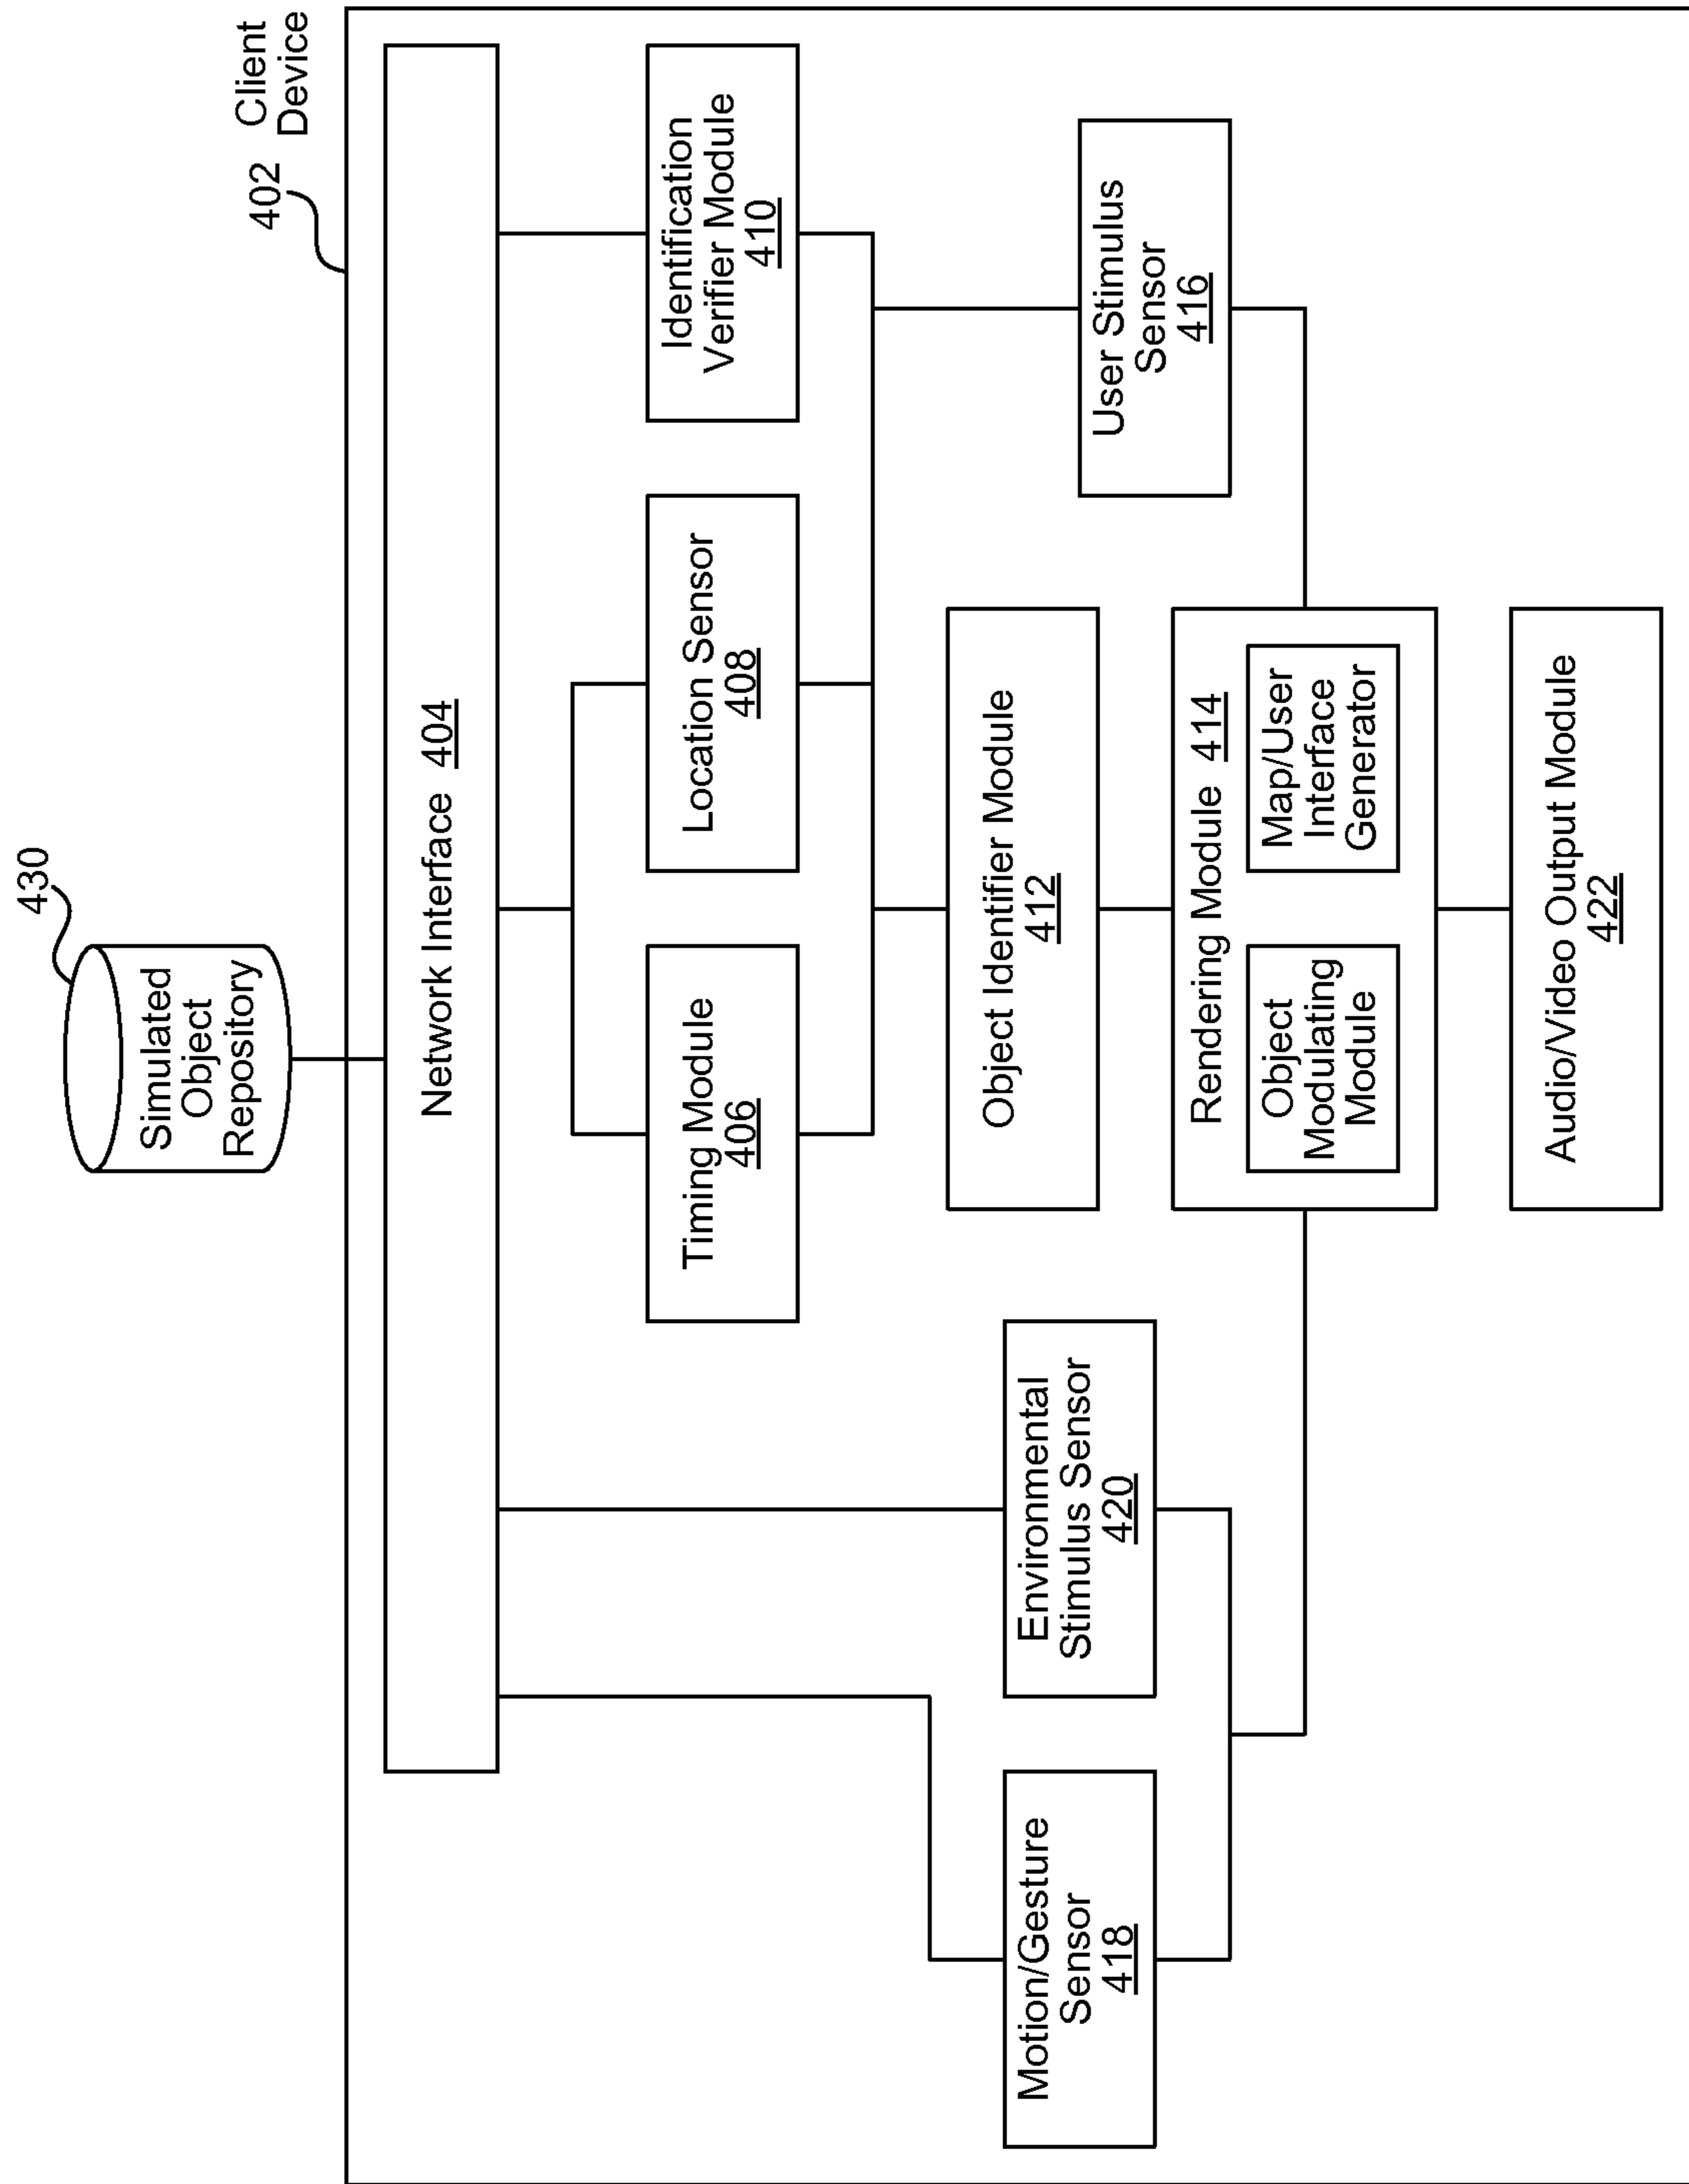 430
Simulated
Object
Repository
402
Client
Device
Network Interface 404
Timing Module
406
Location Sensor
408
Identification
Verifier Module
410
Motion/Gesture
Sensor
418
Environmental
Stimulus Sensor
420
Object Identifier Module
412
User Stimulus
Sensor
416
Rendering Module 414
Object
Modulating
Module
Map/User
Interface
Generator
Audio/Video Output Module
422